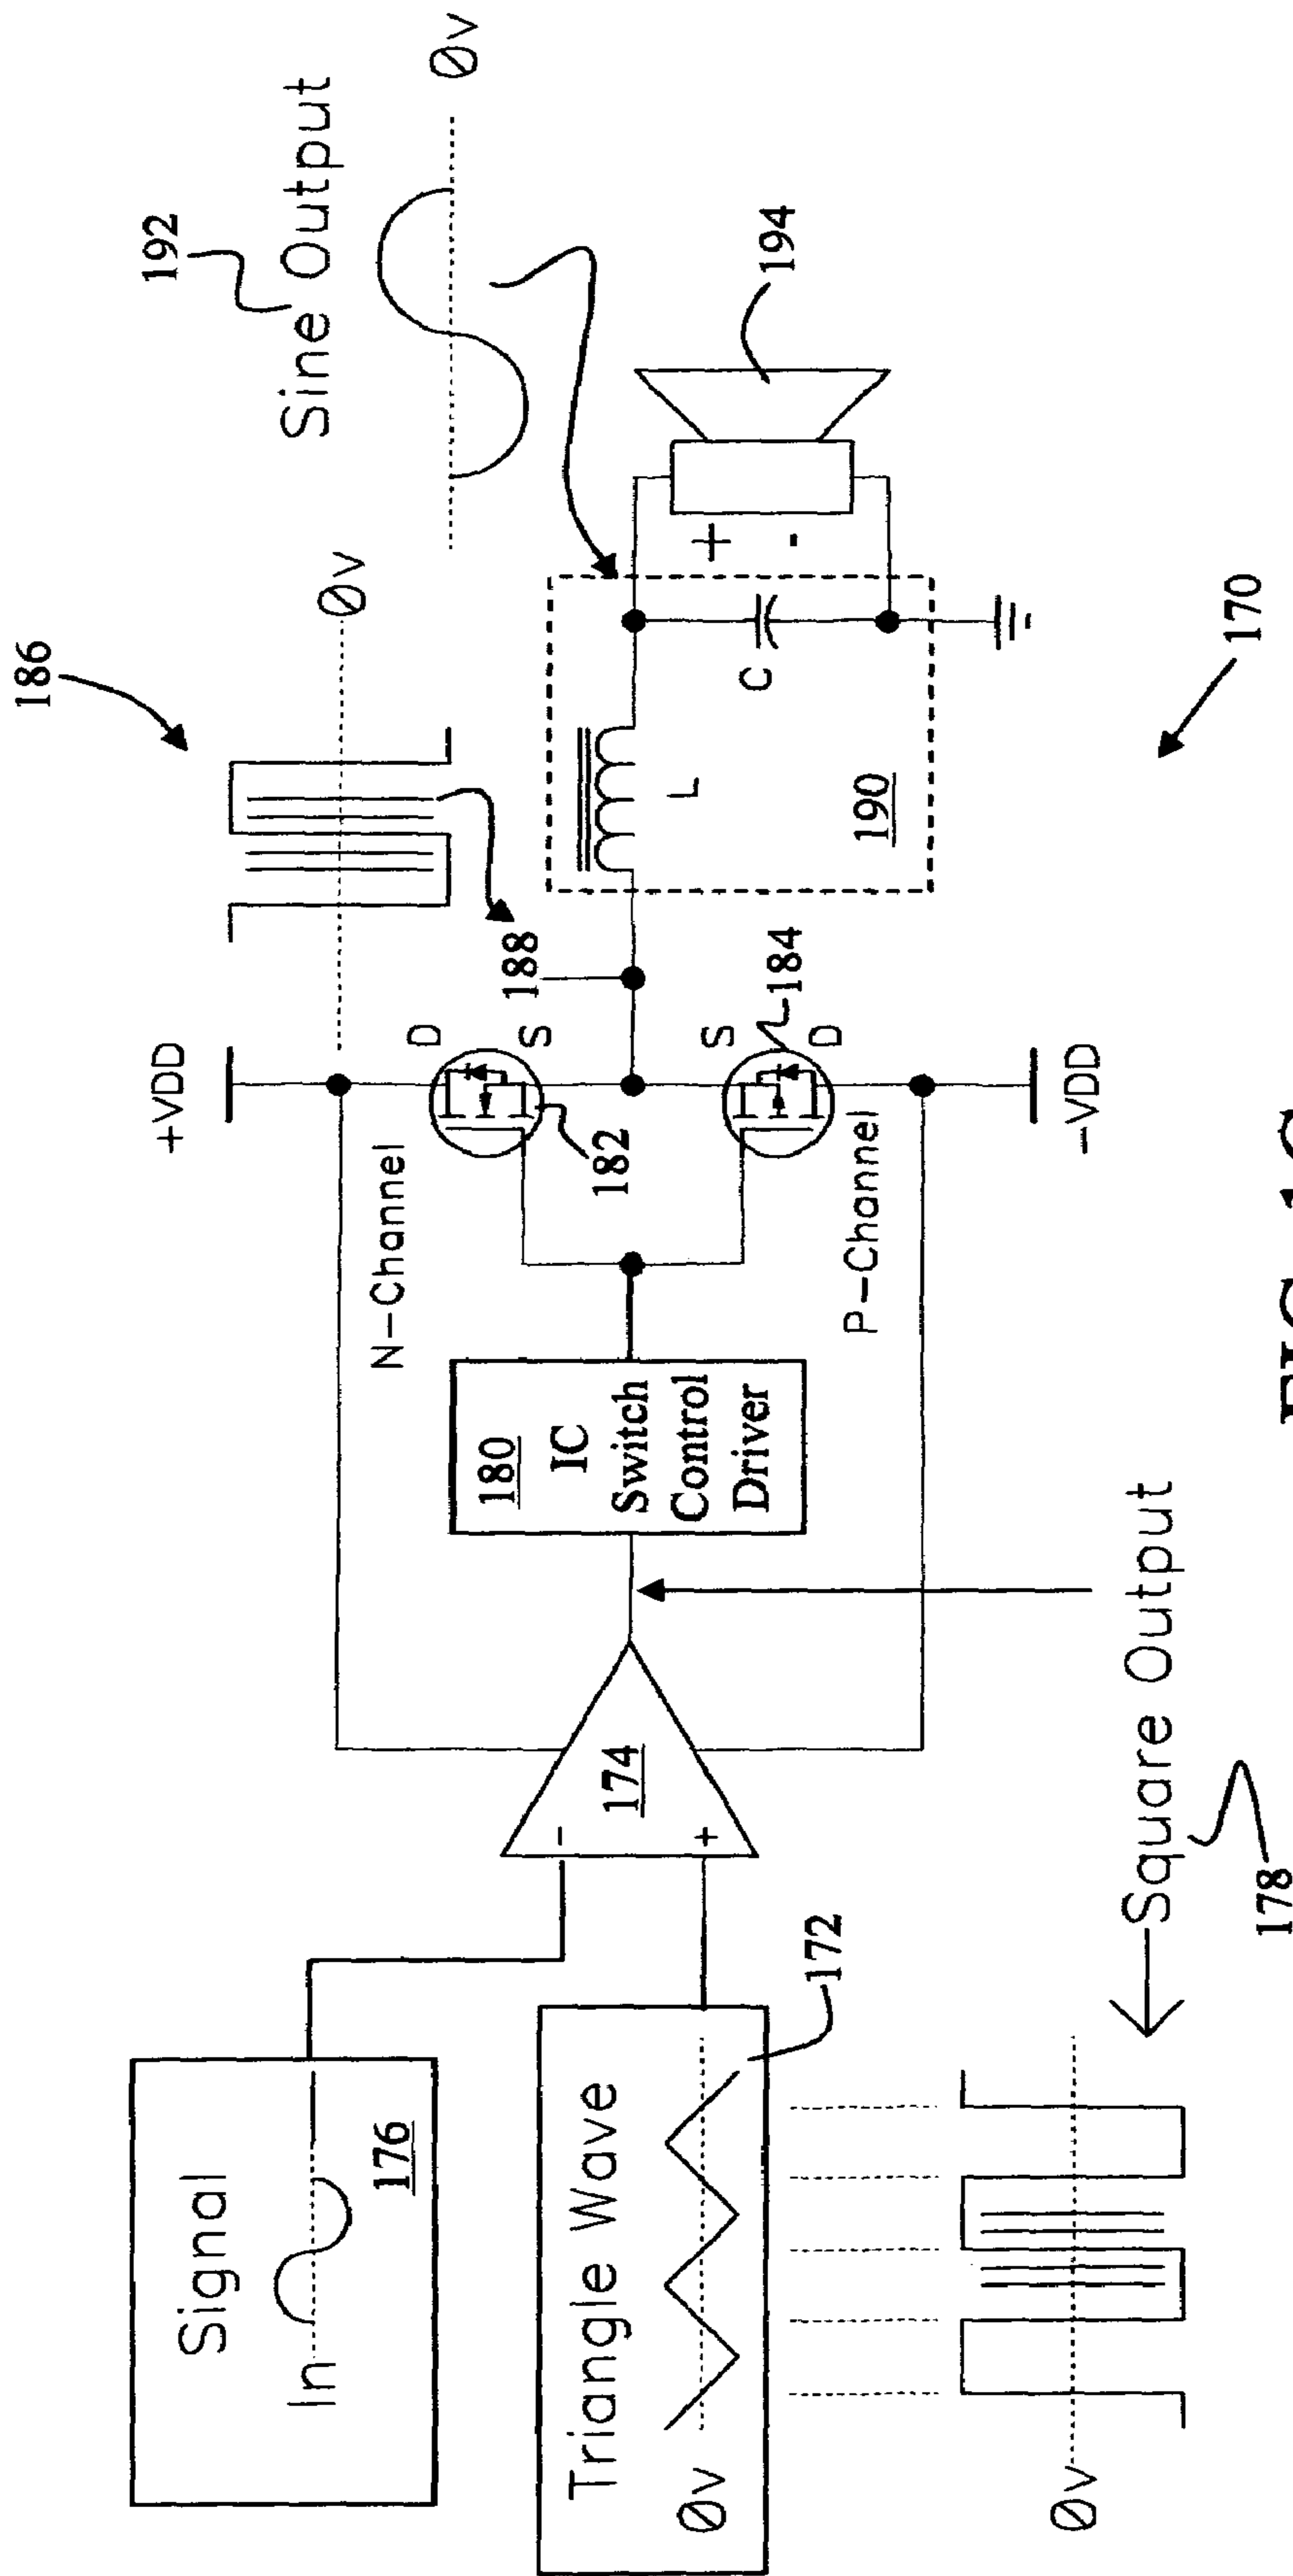 Signal
In
176
Triangle Wave
0v
172
0v
Square Output
178
-
+
174
180
IC
Switch
Control
Driver
N-Channel
P-Channel
+VDD
-VDD
D
S
182
S
D
184
188
186
0v
L
C
190
192
Sine Output
0v
+
-
194
170